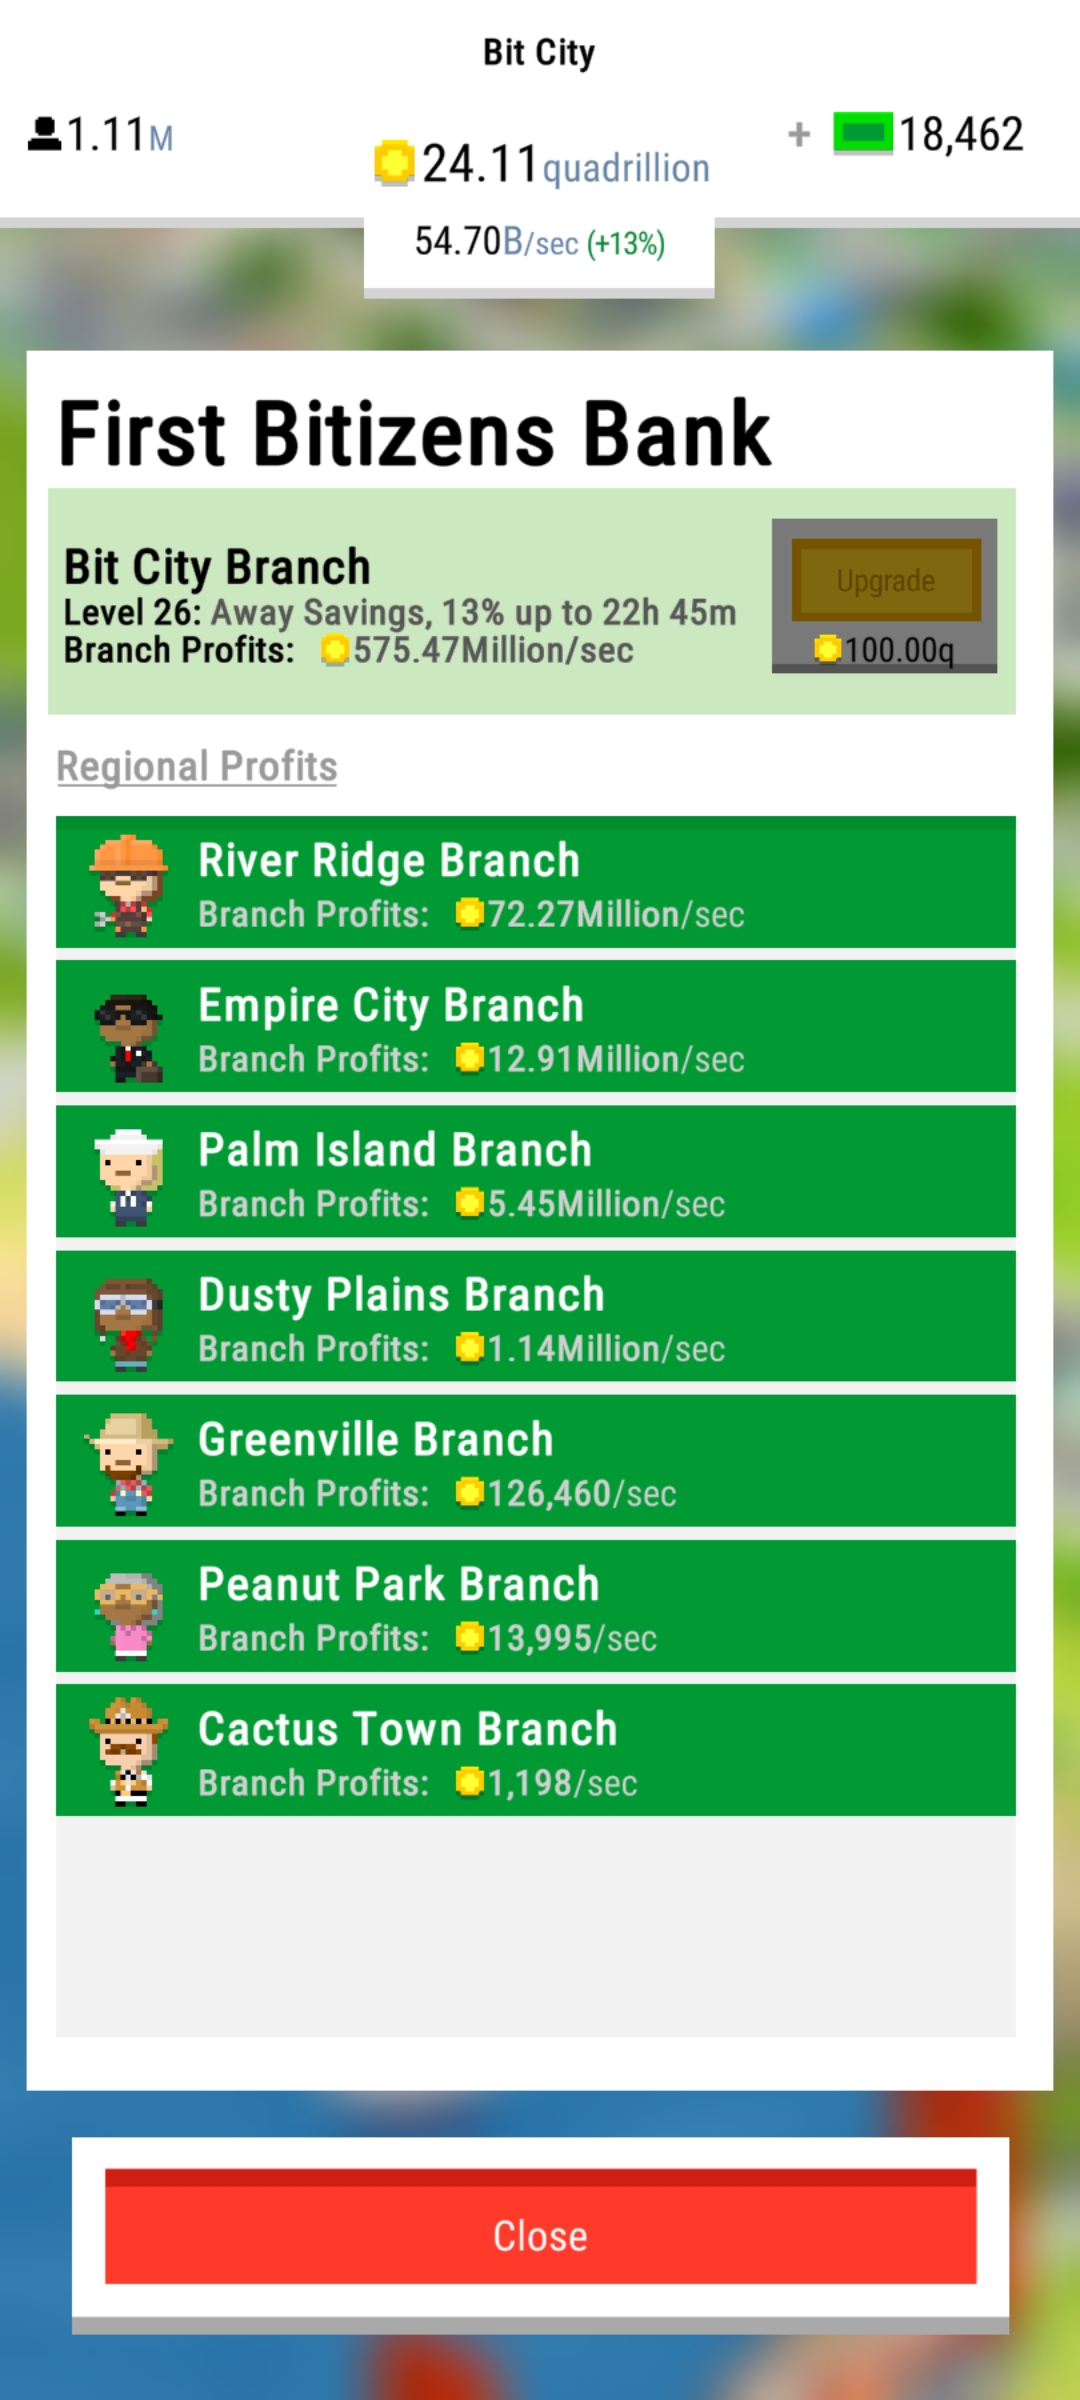 Bit City
1.11M
+ 18,462
24.11quadrillion
54.70B/sec (+13%)
First Bitizens Bank
Bit City Branch
Level 26: Away Savings, 13% up to 22h 45m
Branch Profits: 575.47Million/sec
Upgrade
100.00q
Regional Profits
River Ridge Branch
Branch Profits: 72.27Million/sec
Empire City Branch
Branch Profits: 12.91Million/sec
Palm Island Branch
Branch Profits: 5.45Million/sec
Dusty Plains Branch
Branch Profits: 1.14Million/sec
Greenville Branch
Branch Profits: 126,460/sec
Peanut Park Branch
Branch Profits: 13,995/sec
Cactus Town Branch
Branch Profits: 1,198/sec
Close